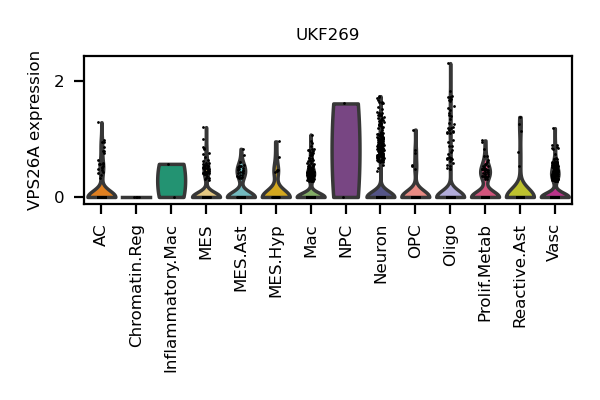 UKF269
VPS26A expression
2
0
AC
Chromatin.Reg
Inflammatory.Mac
MES
MES.Ast
MES.Hyp
Mac
NPC
Neuron
OPC
Oligo
Prolif.Metab
Reactive.Ast
Vasc